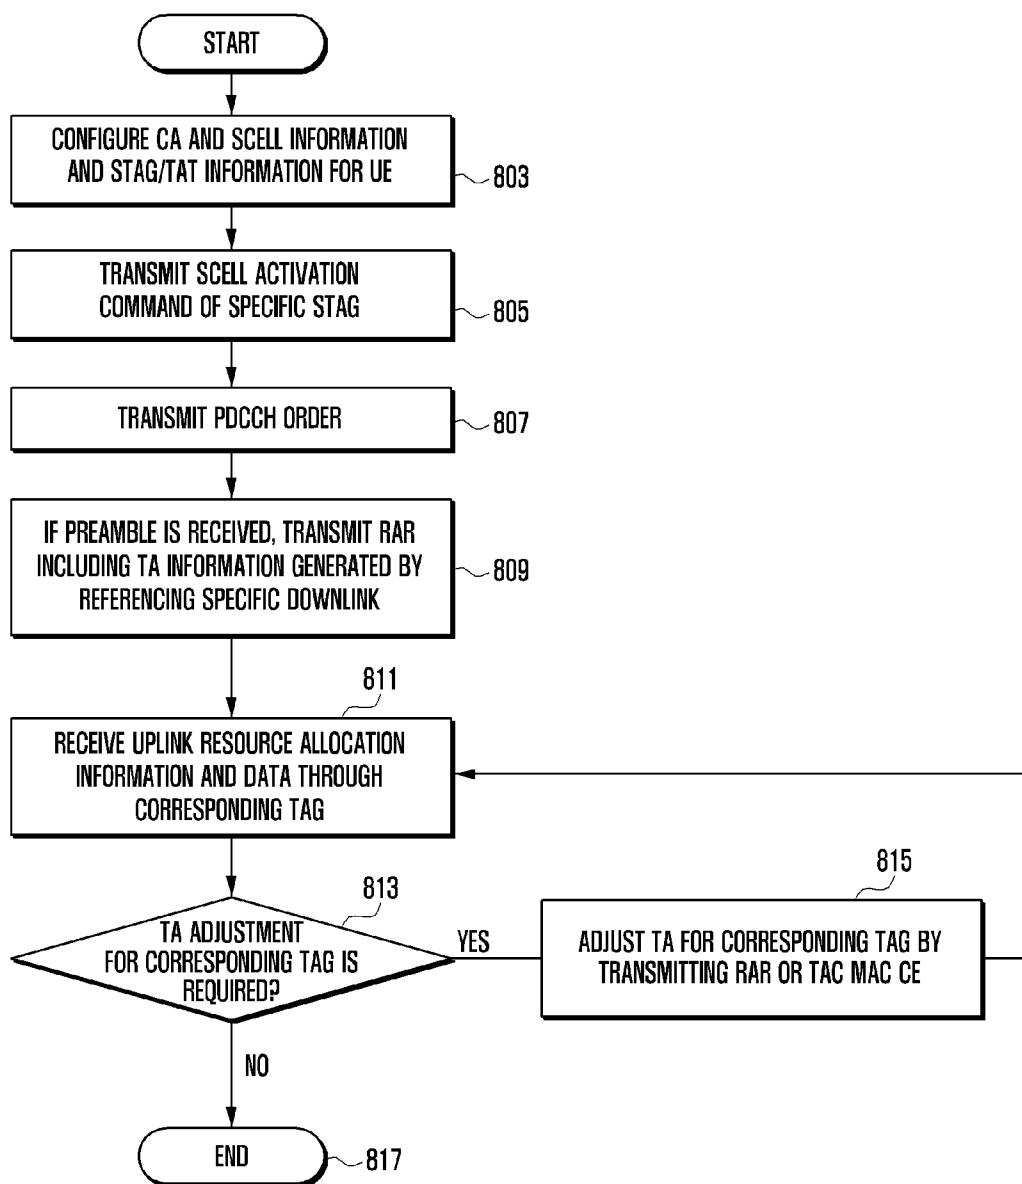 START
CONFIGURE CA AND SCELL INFORMATION
AND STAG/TAT INFORMATION FOR UE
803
TRANSMIT SCELL ACTIVATION
COMMAND OF SPECIFIC STAG
805
TRANSMIT PDCCH ORDER
807
IF PREAMBLE IS RECEIVED, TRANSMIT RAR
INCLUDING TA INFORMATION GENERATED BY
REFERENCING SPECIFIC DOWNLINK
809
811
RECEIVE UPLINK RESOURCE ALLOCATION
INFORMATION AND DATA THROUGH
CORRESPONDING TAG
813
TA ADJUSTMENT
FOR CORRESPONDING TAG IS
REQUIRED?
YES
815
ADJUST TA FOR CORRESPONDING TAG BY
TRANSMITTING RAR OR TAC MAC CE
NO
END
817